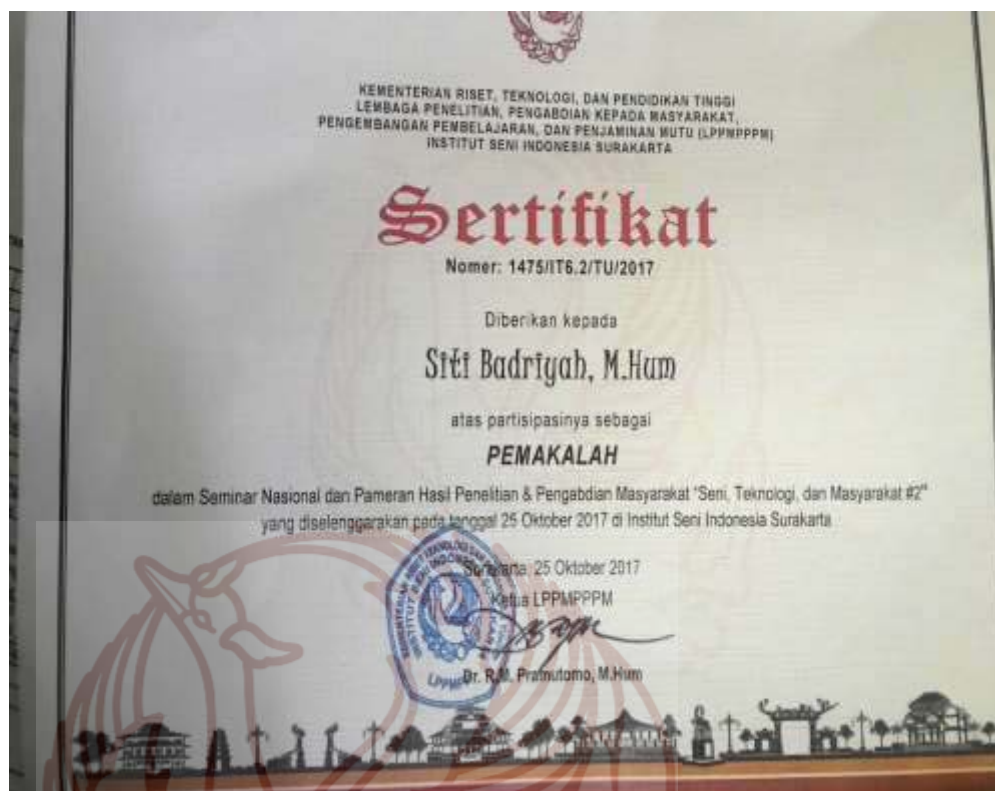 KEMENTERIAN RISET, TEKNOLOGI, DAN PENDIDIKAN TINGGI
LEMBAGA PENELITIAN, PENGABDIAN KEPADA MASYARAKAT,
PENGEMBANGAN PEMBELAJARAN, DAN PENJAMINAN MUTU (LPPMPPPM)
INSTITUT SENI INDONESIA SURAKARTA
Sertifikat
Nomer: 1475/IT6.2/TU/2017
Diberikan kepada
Siti Badriyah, M.Hum
atas partisipasinya sebagai
PEMAKALAH
dalam Seminar Nasional dan Pameran Hasil Penelitian & Pengabdian Masyarakat "Seni, Teknologi, dan Masyarakat #2"
yang diselenggarakan pada tanggal 25 Oktober 2017 di Institut Seni Indonesia Surakarta
Surakarta, 25 Oktober 2017
Ketua LPPMPPPM
Dr. R.M. Pramutomo, M.Hum